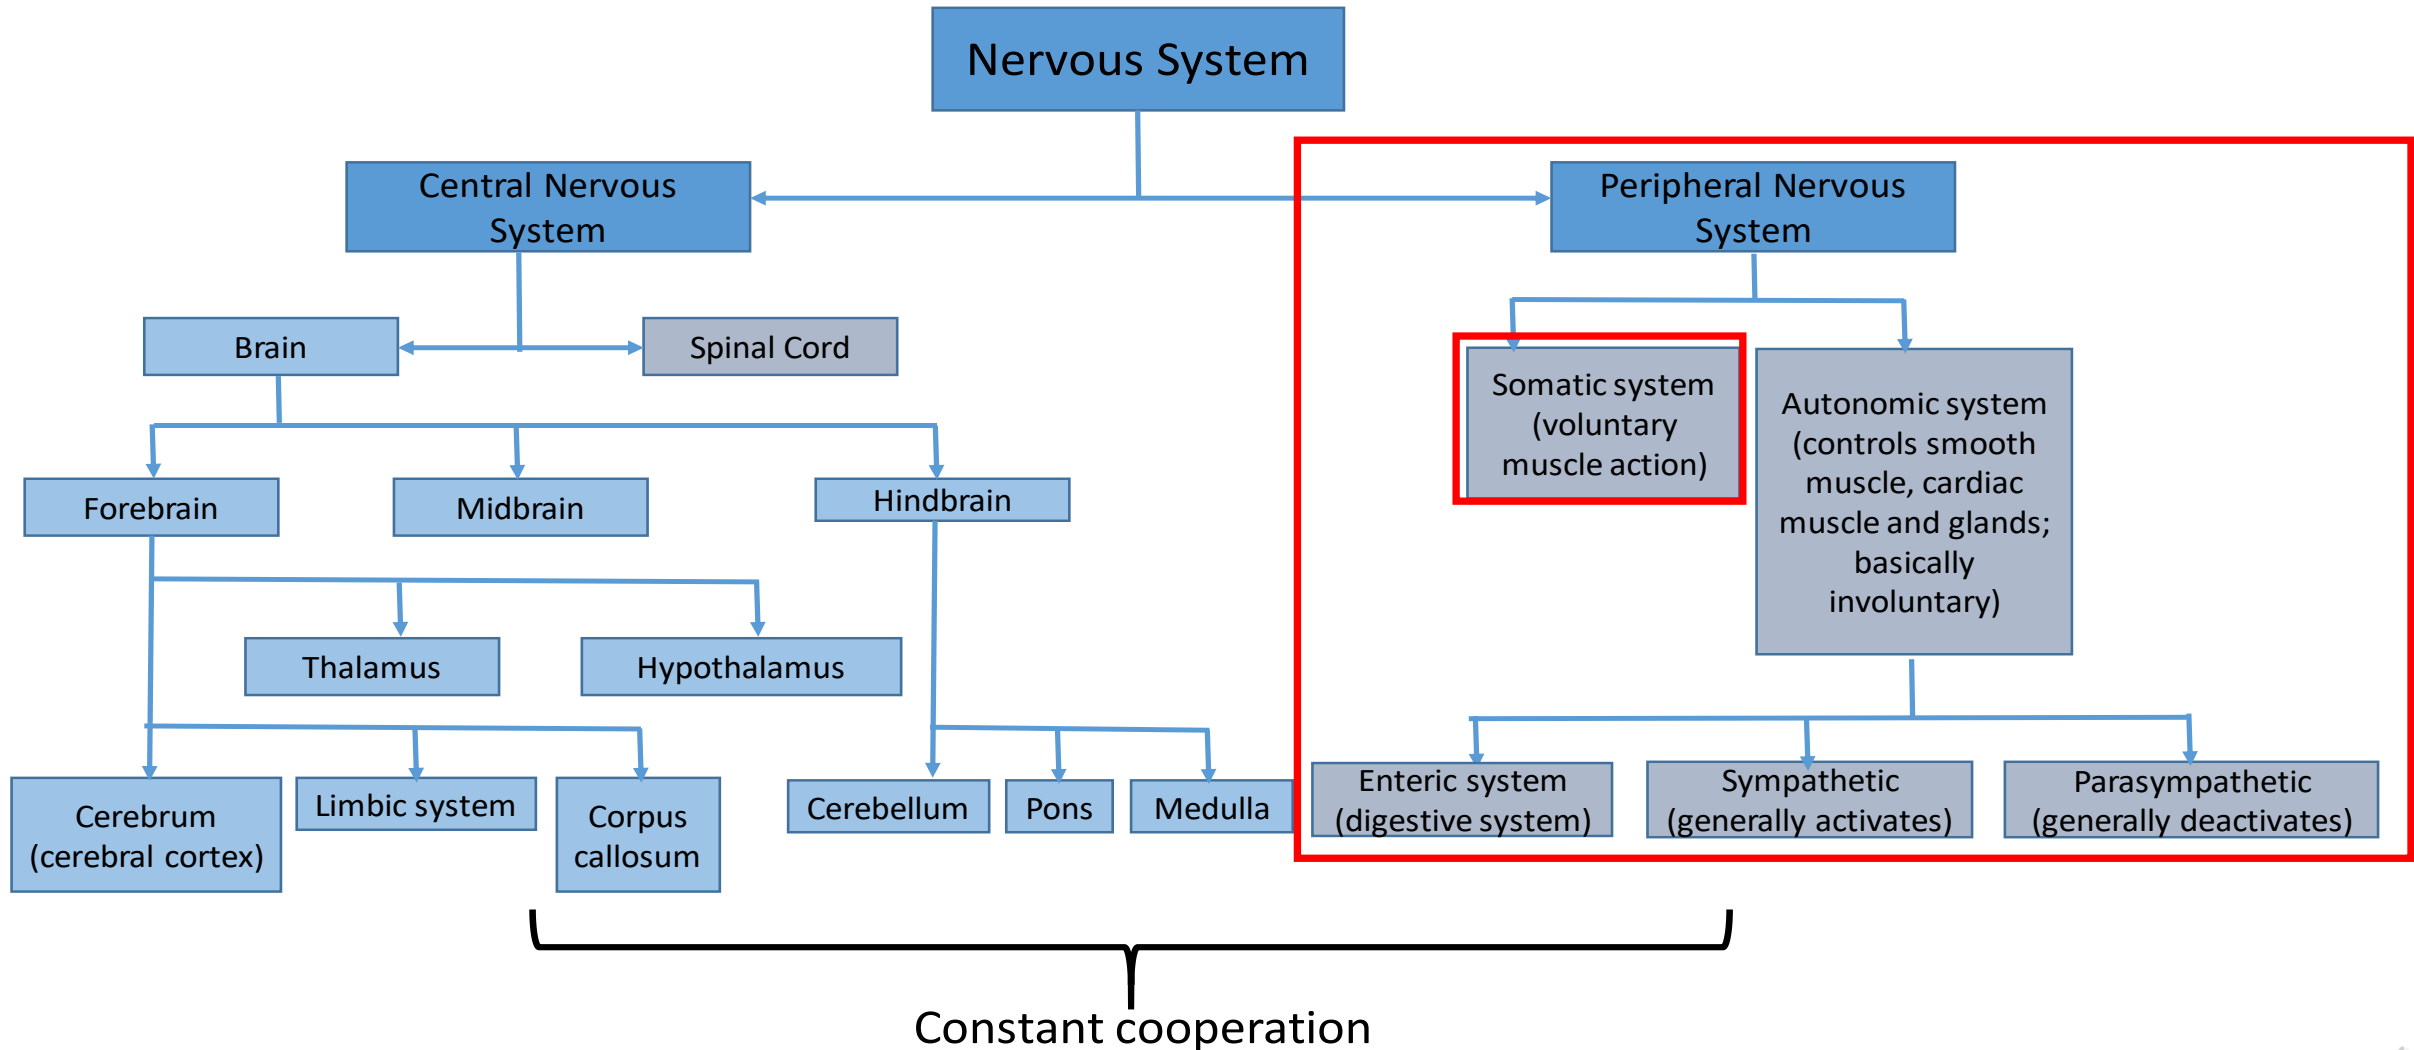 Nervous System
Central Nervous
System
Peripheral Nervous
System
Brain
Spinal Cord
Somatic system
(voluntary
muscle action)
Autonomic system
(controls smooth
muscle, cardiac
muscle and glands;
basically
involuntary)
Forebrain
Midbrain
Hindbrain
Thalamus
Hypothalamus
Cerebrum
(cerebral cortex)
Limbic system
Corpus
callosum
Cerebellum
Pons
Medulla
Enteric system
(digestive system)
Sympathetic
(generally activates)
Parasympathetic
(generally deactivates)
Constant cooperation